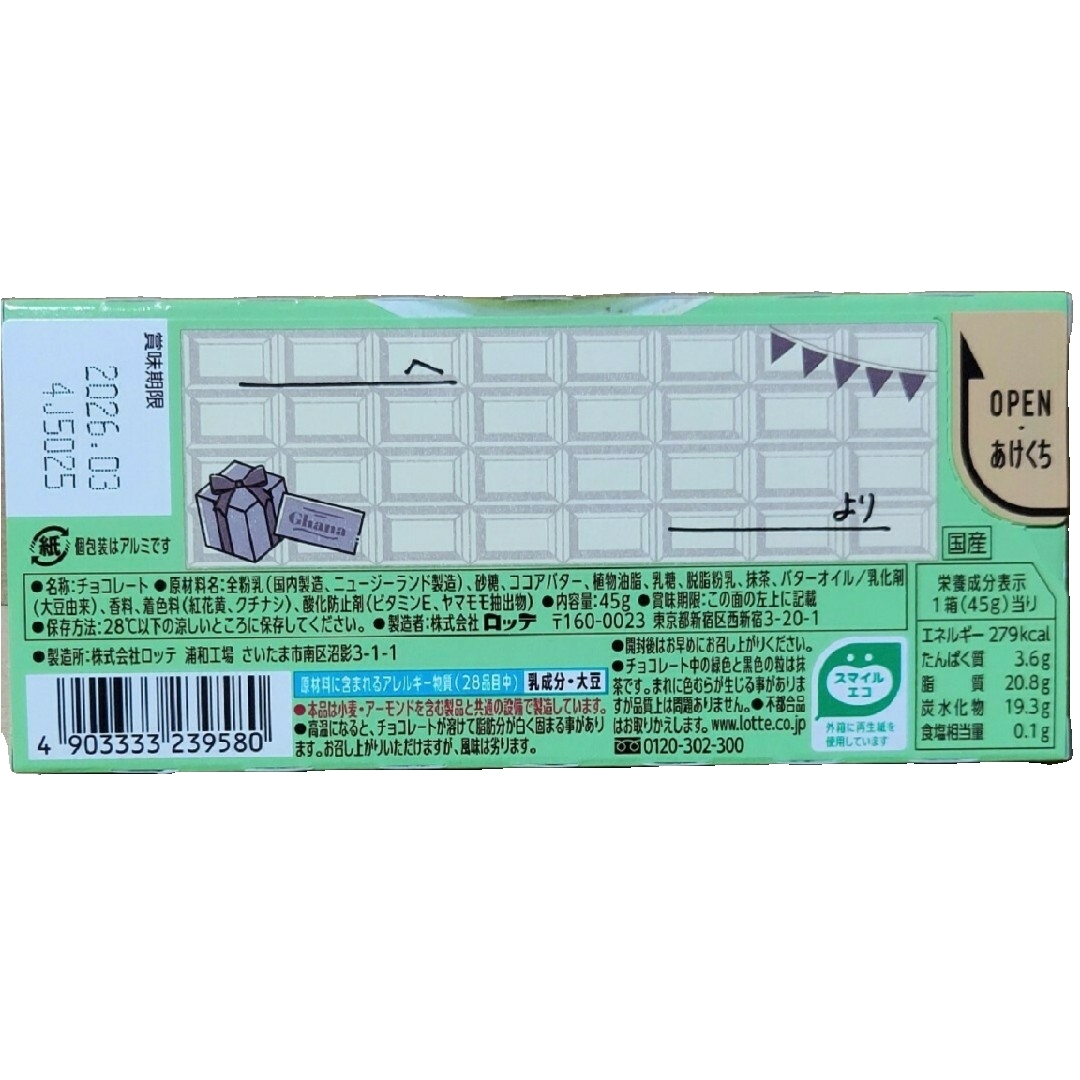 賞味期限
2026.03
4J5025
へ
Ghana
より
OPEN
-
あけくち
紙 個包装はアルミです
国産
●名称:チョコレート ●原材料名:全粉乳(国内製造、ニュージーランド製造)、砂糖、ココアバター、植物油脂、乳糖、脱脂粉乳、抹茶、バターオイル/乳化剤
(大豆由来)、香料、着色料(紅花黄、クチナシ)、酸化防止剤(ビタミンE、ヤマモモ抽出物) ●内容量:45g ●賞味期限:この面の左上に記載
●保存方法:28℃以下の涼しいところに保存してください。 ●製造者:株式会社 ロッテ 〒160-0023 東京都新宿区西新宿3-20-1
●製造所:株式会社ロッテ 浦和工場 さいたま市南区沼影3-1-1
4 903333 239580
原材料に含まれるアレルギー物質(28品目中) 乳成分・大豆
●本品は小麦・アーモンドを含む製品と共通の設備で製造しています。
●高温になると、チョコレートが溶けて脂肪分が白く固まる事があり
ます。お召し上がりいただけますが、風味は劣ります。
●開封後はお早めにお召し上がりください。
●チョコレート中の緑色と黒色の粒は抹
茶です。まれに色むらが生じる事がありま
すが品質上は問題ありません。●不都合品
はお取りかえします。www.lotte.co.jp
0120-302-300
スマイル
エコ
外箱に再生紙を
使用しています
栄養成分表示
1箱(45g)当り
エネルギー 279kcal
たんぱく質 3.6g
脂質 20.8g
炭水化物 19.3g
食塩相当量 0.1g